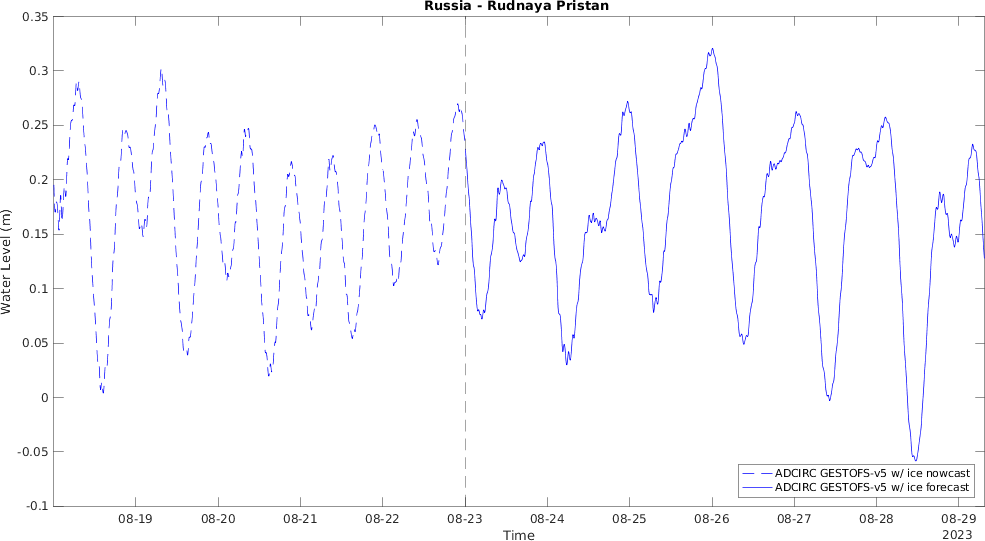 Russia - Rudnaya Pristan
0.35
0.3
0.25
0.2
0.15
0.1
0.05
0
-0.05
-0.1
Water Level (m)
ADCIRC GESTOFS-v5 w/ ice nowcast
ADCIRC GESTOFS-v5 w/ ice forecast
08-19 08-20 08-21 08-22 08-23 08-24 08-25 08-26 08-27 08-28 08-29
Time
2023